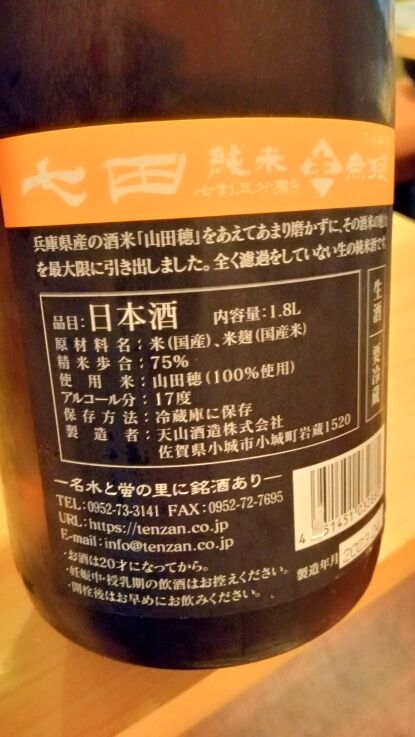 七田 純米 生 無
七割五分磨き
兵庫県産の酒米「山田穂」をあえてあまり磨かずに、その酒米の
を最大限に引き出しました。全く濾過をしていない生の純米酒です
品目：日本酒 内容量：1.8L
原材料名：米(国産)、米麹(国産米)
精米歩合：75%
使用米：山田穂(100%使用)
アルコール分：17度
保存方法：冷蔵庫に保存
製造者：天山酒造株式会社
佐賀県小城市小城町岩蔵1520
生酒 要冷蔵
―名水と蛍の里に銘酒あり―
TEL:0952-73-3141 FAX:0952-72-7695
URL:https://tenzan.co.jp
E-mail:info@tenzan.co.jp
・お酒は20才になってから。
・妊娠中・授乳期の飲酒はお控えください。
・開栓後はお早めにお飲みください。
製造年月